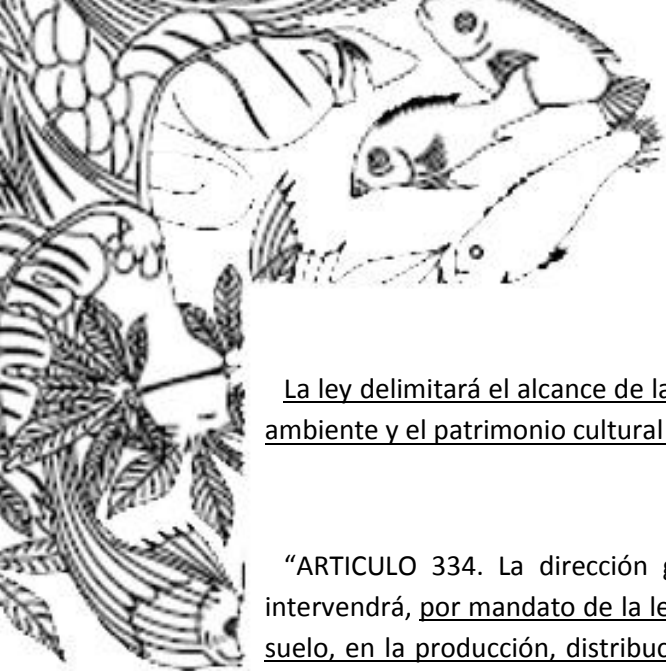 La ley delimitará el alcance de la
ambiente y el patrimonio cultural
“ARTICULO 334. La dirección
intervendrá, por mandato de la
suelo, en la producción,